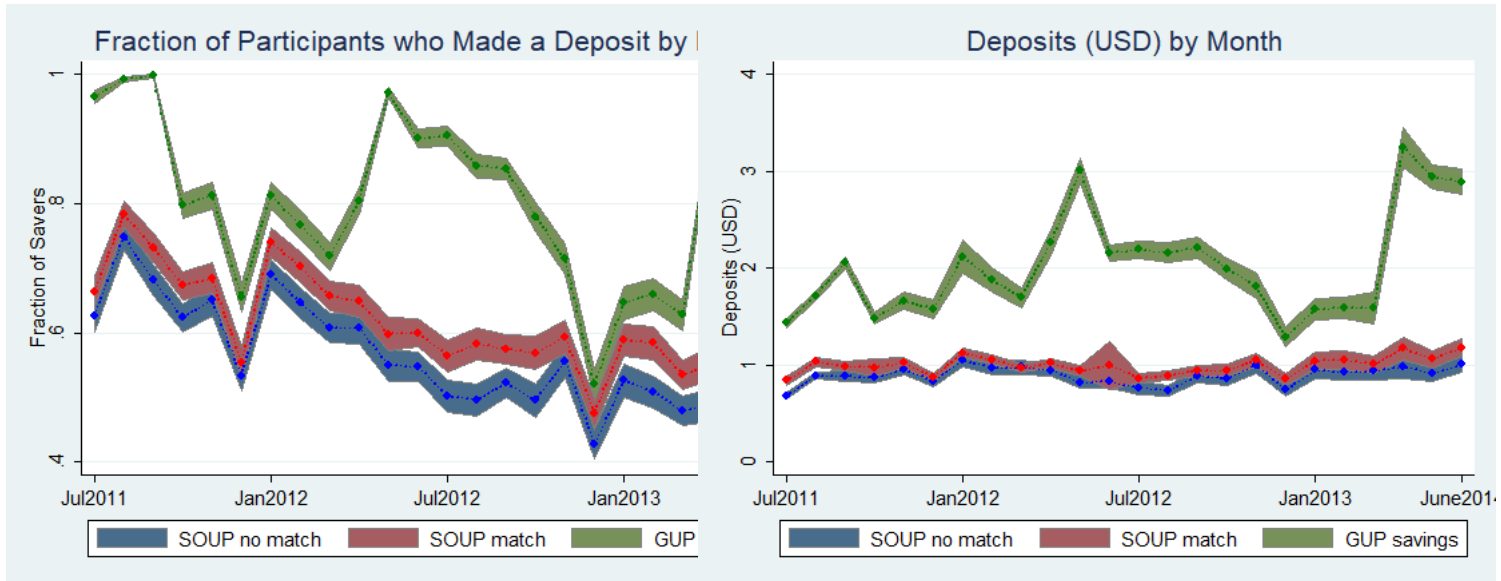 Fraction of Participants who Made a Deposit by
Fraction of Savers
1
.8
.6
.4
Jul2011 Jan2012 Jul2012 Jan2013
SOUP no match SOUP match GUP
Deposits (USD) by Month
Deposits (USD)
4
3
2
1
0
Jul2011 Jan2012 Jul2012 Jan2013 June2014
SOUP no match SOUP match GUP savings